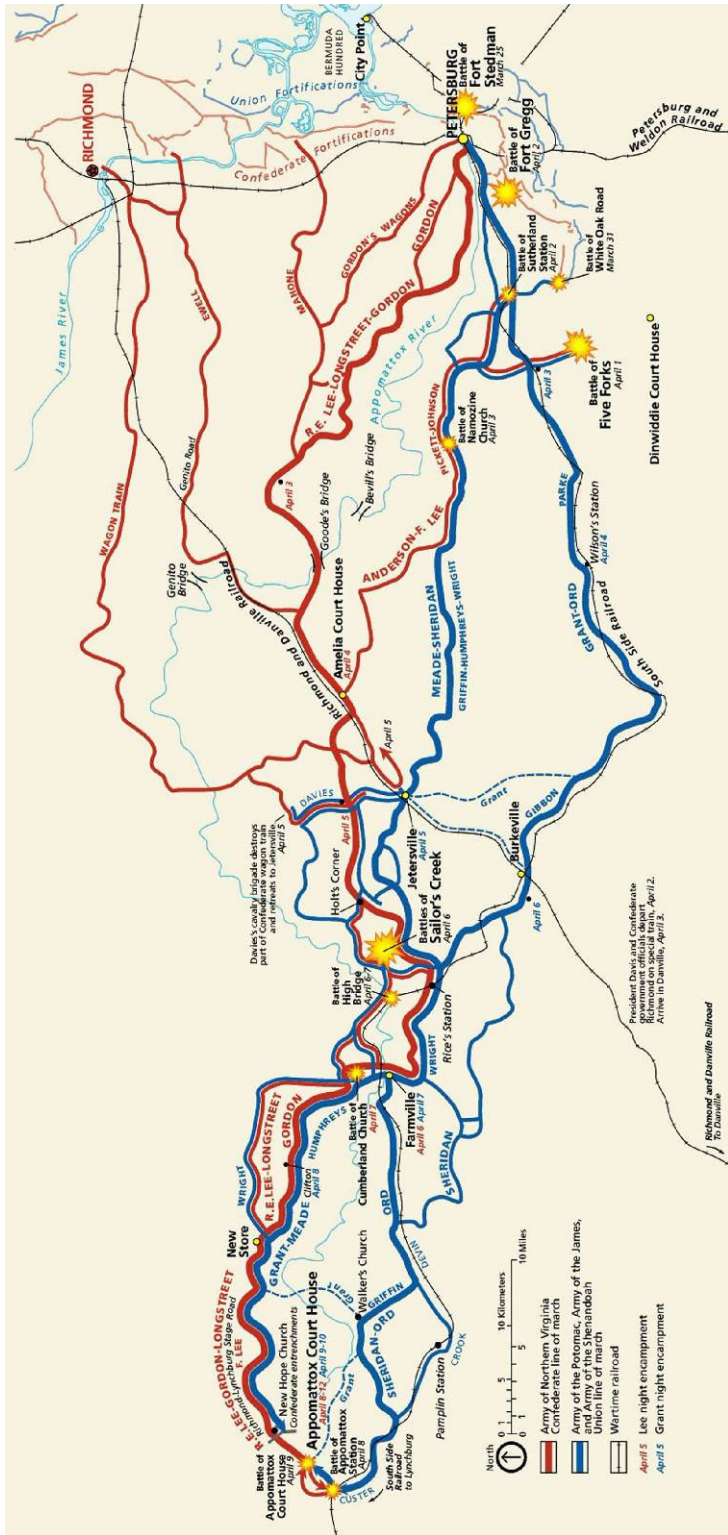 RICHMOND
BERMUDA
HUNDRED
City Point
Union Fortifications
Confederate Fortifications
James River
PETERSBURG
Battle of
Fort
Stedman
March 25
Battle of
Fort Gregg
April 2
Petersburg and
Weldon Railroad
Battle of
Sutherland
Station
April 2
Battle of
White Oak Road
March 31
Battle of
Five Forks
April 1
Dinwiddie Court House
EWELL
MAHONE
GORDON'S WAGONS
GORDON
R.E. LEE-LONGSTREET-GORDON
Appomattox River
WAGON TRAIN
Genito Road
Genito
Bridge
April 3
Goode's Bridge
Bevill's Bridge
Battle of
Namozine
Church
April 3
PICKETT-JOHNSON
ANDERSON-F. LEE
April 3
PARKE
Wilson's Station
April 4
GRANT-ORD
South Side Railroad
Richmond and Danville Railroad
Amelia Court House
April 4
MEADE-SHERIDAN
GRIFFIN-HUMPHREYS-WRIGHT
April 5
Davies's cavalry brigade destroys
part of Confederate wagon train
and retreats to Jetersville
April 5
DAVIES
April 5
Jetersville
April 5
Grant
GIBBON
Burkeville
April 6
Holt's Corner
Battles of
Sailor's Creek
April 6
Battle of
High
Bridge
April 6-7
Rice's Station
WRIGHT
President Davis and Confederate
government officials depart
Richmond on special train, April 2.
Arrive in Danville, April 3.
Richmond and Danville Railroad
To Danville
Battle of
Cumberland Church
April 7
Farmville
April 6 April 7
SHERIDAN
WRIGHT
R.E.LEE-LONGSTREET
GORDON
HUMPHREYS
Clifton
April 8
GRANT-MEADE
ORD
DEVIN
New
Store
Walker's Church
Grant
GRIFFIN
SHERIDAN-ORD
CROOK
Pamplin Station
R.E.LEE-GORDON-LONGSTREET
Richmond-Lynchburg Stage Road
F. LEE
New Hope Church
Confederate entrenchments
Appomattox Court House
April 8-12 April 9-10
Grant
Battle of
Appomattox
Court House
April 9
Battle of
Appomattox
Station
April 8
CUSTER
South Side
Railroad
to Lynchburg
North
0 1 5 10 Kilometers
0 1 5 10 Miles
Army of Northern Virginia
Confederate line of march
Army of the Potomac, Army of the James,
and Army of the Shenandoah
Union line of march
Wartime railroad
April 5 Lee night encampment
April 5 Grant night encampment